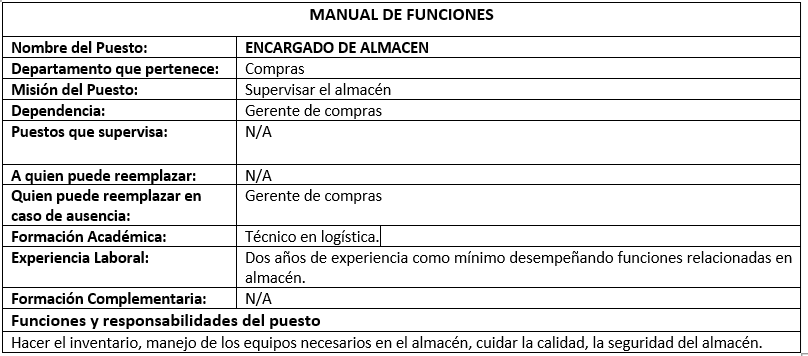 MANUAL DE FUNCIONES
Nombre del Puesto: ENCARGADO DE ALMACEN
Departamento que pertenece: Compras
Misión del Puesto: Supervisar el almacén
Dependencia: Gerente de compras
Puestos que supervisa: N/A
A quien puede reemplazar: N/A
Quien puede reemplazar en Gerente de compras
caso de ausencia:
Formación Académica: Técnico en logística.
Experiencia Laboral: Dos años de experiencia como mínimo desempeñando funciones relacionadas en
almacén.
Formación Complementaria: N/A
Funciones y responsabilidades del puesto
Hacer el inventario, manejo de los equipos necesarios en el almacén, cuidar la calidad, la seguridad del almacén.